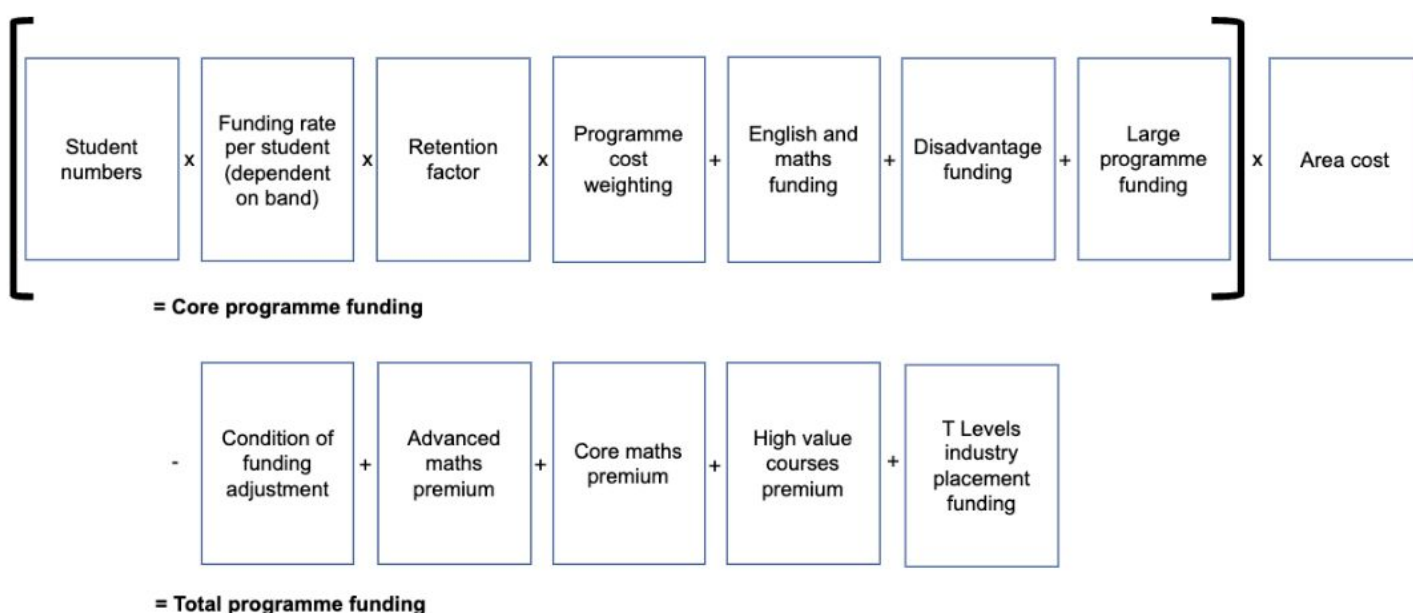 Student
numbers
x
Funding rate
per student
(dependent
on band)
x
Retention
factor
x
Programme
cost
weighting
+
English and
maths
funding
+
Disadvantage
funding
+
Large
programme
funding
x
Area cost
= Core programme funding
-
Condition of
funding
adjustment
+
Advanced
maths
premium
+
Core maths
premium
+
High value
courses
premium
+
T Levels
industry
placement
funding
= Total programme funding